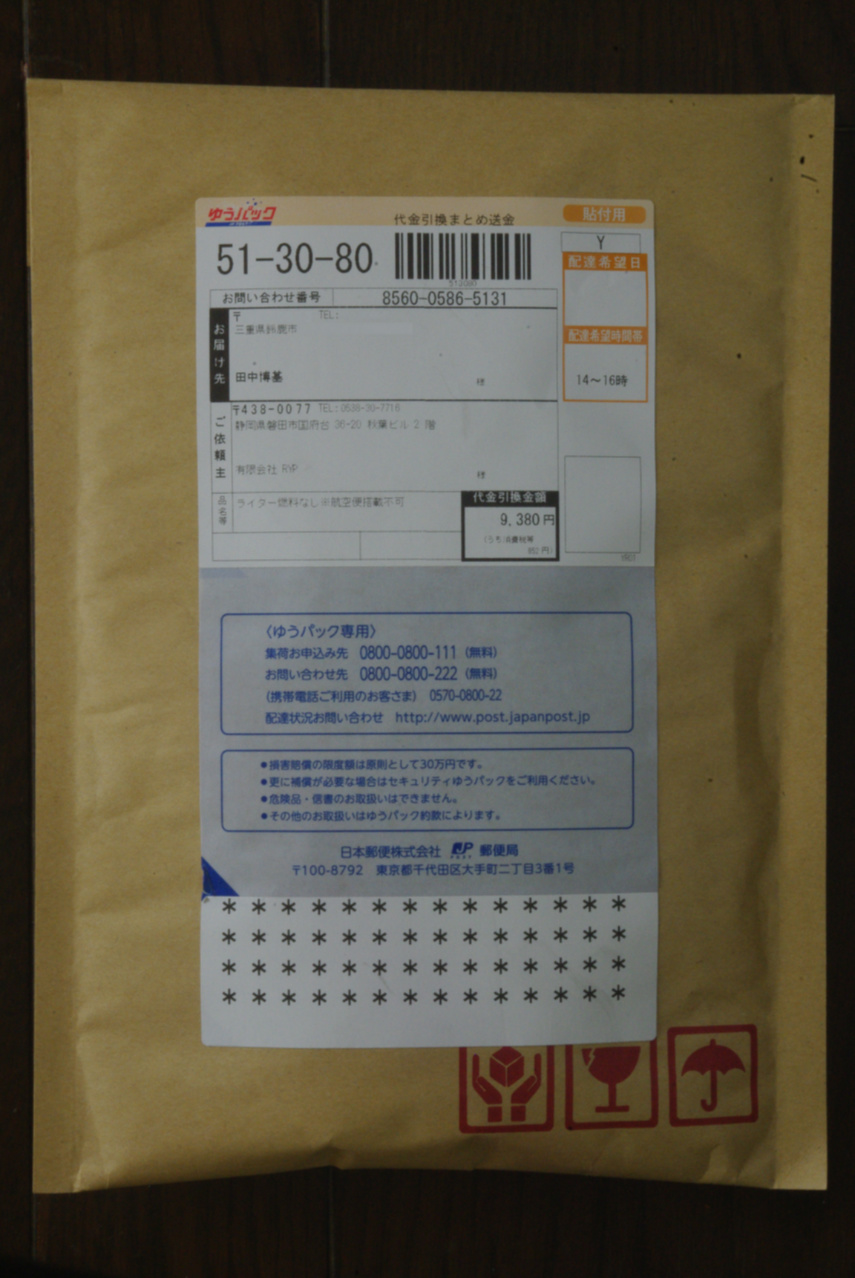 ゆうパック
代金引換まとめ送金
貼付用
51-30-80
513080
Y
配達希望日
お問い合わせ番号 8560-0586-5131
お届け先
〒 TEL:
三重県鈴鹿市
配達希望時間帯
田中博基 様
14～16時
ご依頼主
〒438-0077 TEL:0538-30-7716
静岡県磐田市国府台 36-20 秋葉ビル 2 階
有限会社 RYP 様
品名等
ライター燃料なし※航空便搭載不可
代金引換金額
9,380 円
(うち消費税等
円)
〈ゆうパック専用〉
集荷お申込み先 0800-0800-111 (無料)
お問い合わせ先 0800-0800-222 (無料)
(携帯電話ご利用のお客さま) 0570-0800-22
配達状況お問い合わせ http://www.post.japanpost.jp
●損害賠償の限度額は原則として30万円です。
●更に補償が必要な場合はセキュリティゆうパックをご利用ください。
●危険品・信書のお取扱いはできません。
●その他のお取扱いはゆうパック約款によります。
日本郵便株式会社 JP POST 郵便局
〒100-8792 東京都千代田区大手町二丁目3番1号
＊＊＊＊＊＊＊＊＊＊＊＊＊＊
＊＊＊＊＊＊＊＊＊＊＊＊＊＊
＊＊＊＊＊＊＊＊＊＊＊＊＊＊
＊＊＊＊＊＊＊＊＊＊＊＊＊＊